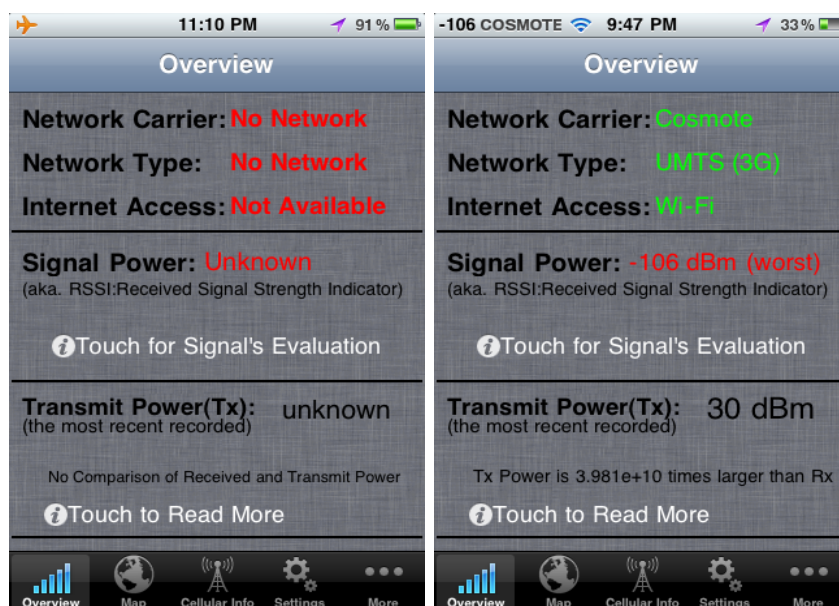 11:10 PM 91 %
Overview
Network Carrier: No Network
Network Type: No Network
Internet Access: Not Available
Signal Power: Unknown
(aka. RSSI:Received Signal Strength Indicator)
Touch for Signal's Evaluation
Transmit Power(Tx): unknown
(the most recent recorded)
No Comparison of Received and Transmit Power
Touch to Read More
Overview Map Cellular Info Settings More
-106 COSMOTE 9:47 PM 33 %
Overview
Network Carrier: Cosmote
Network Type: UMTS (3G)
Internet Access: Wi-Fi
Signal Power: -106 dBm (worst)
(aka. RSSI:Received Signal Strength Indicator)
Touch for Signal's Evaluation
Transmit Power(Tx): 30 dBm
(the most recent recorded)
Tx Power is 3.981e+10 times larger than Rx
Touch to Read More
Overview Map Cellular Info Settings More